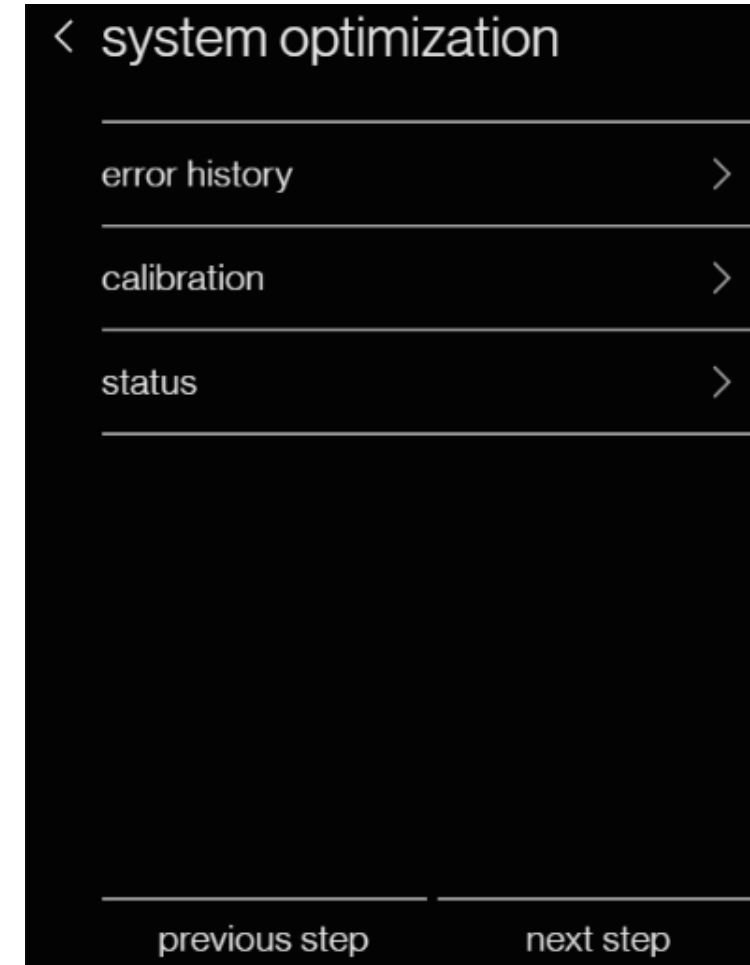 system optimization
error history
calibration
status
previous step
next step